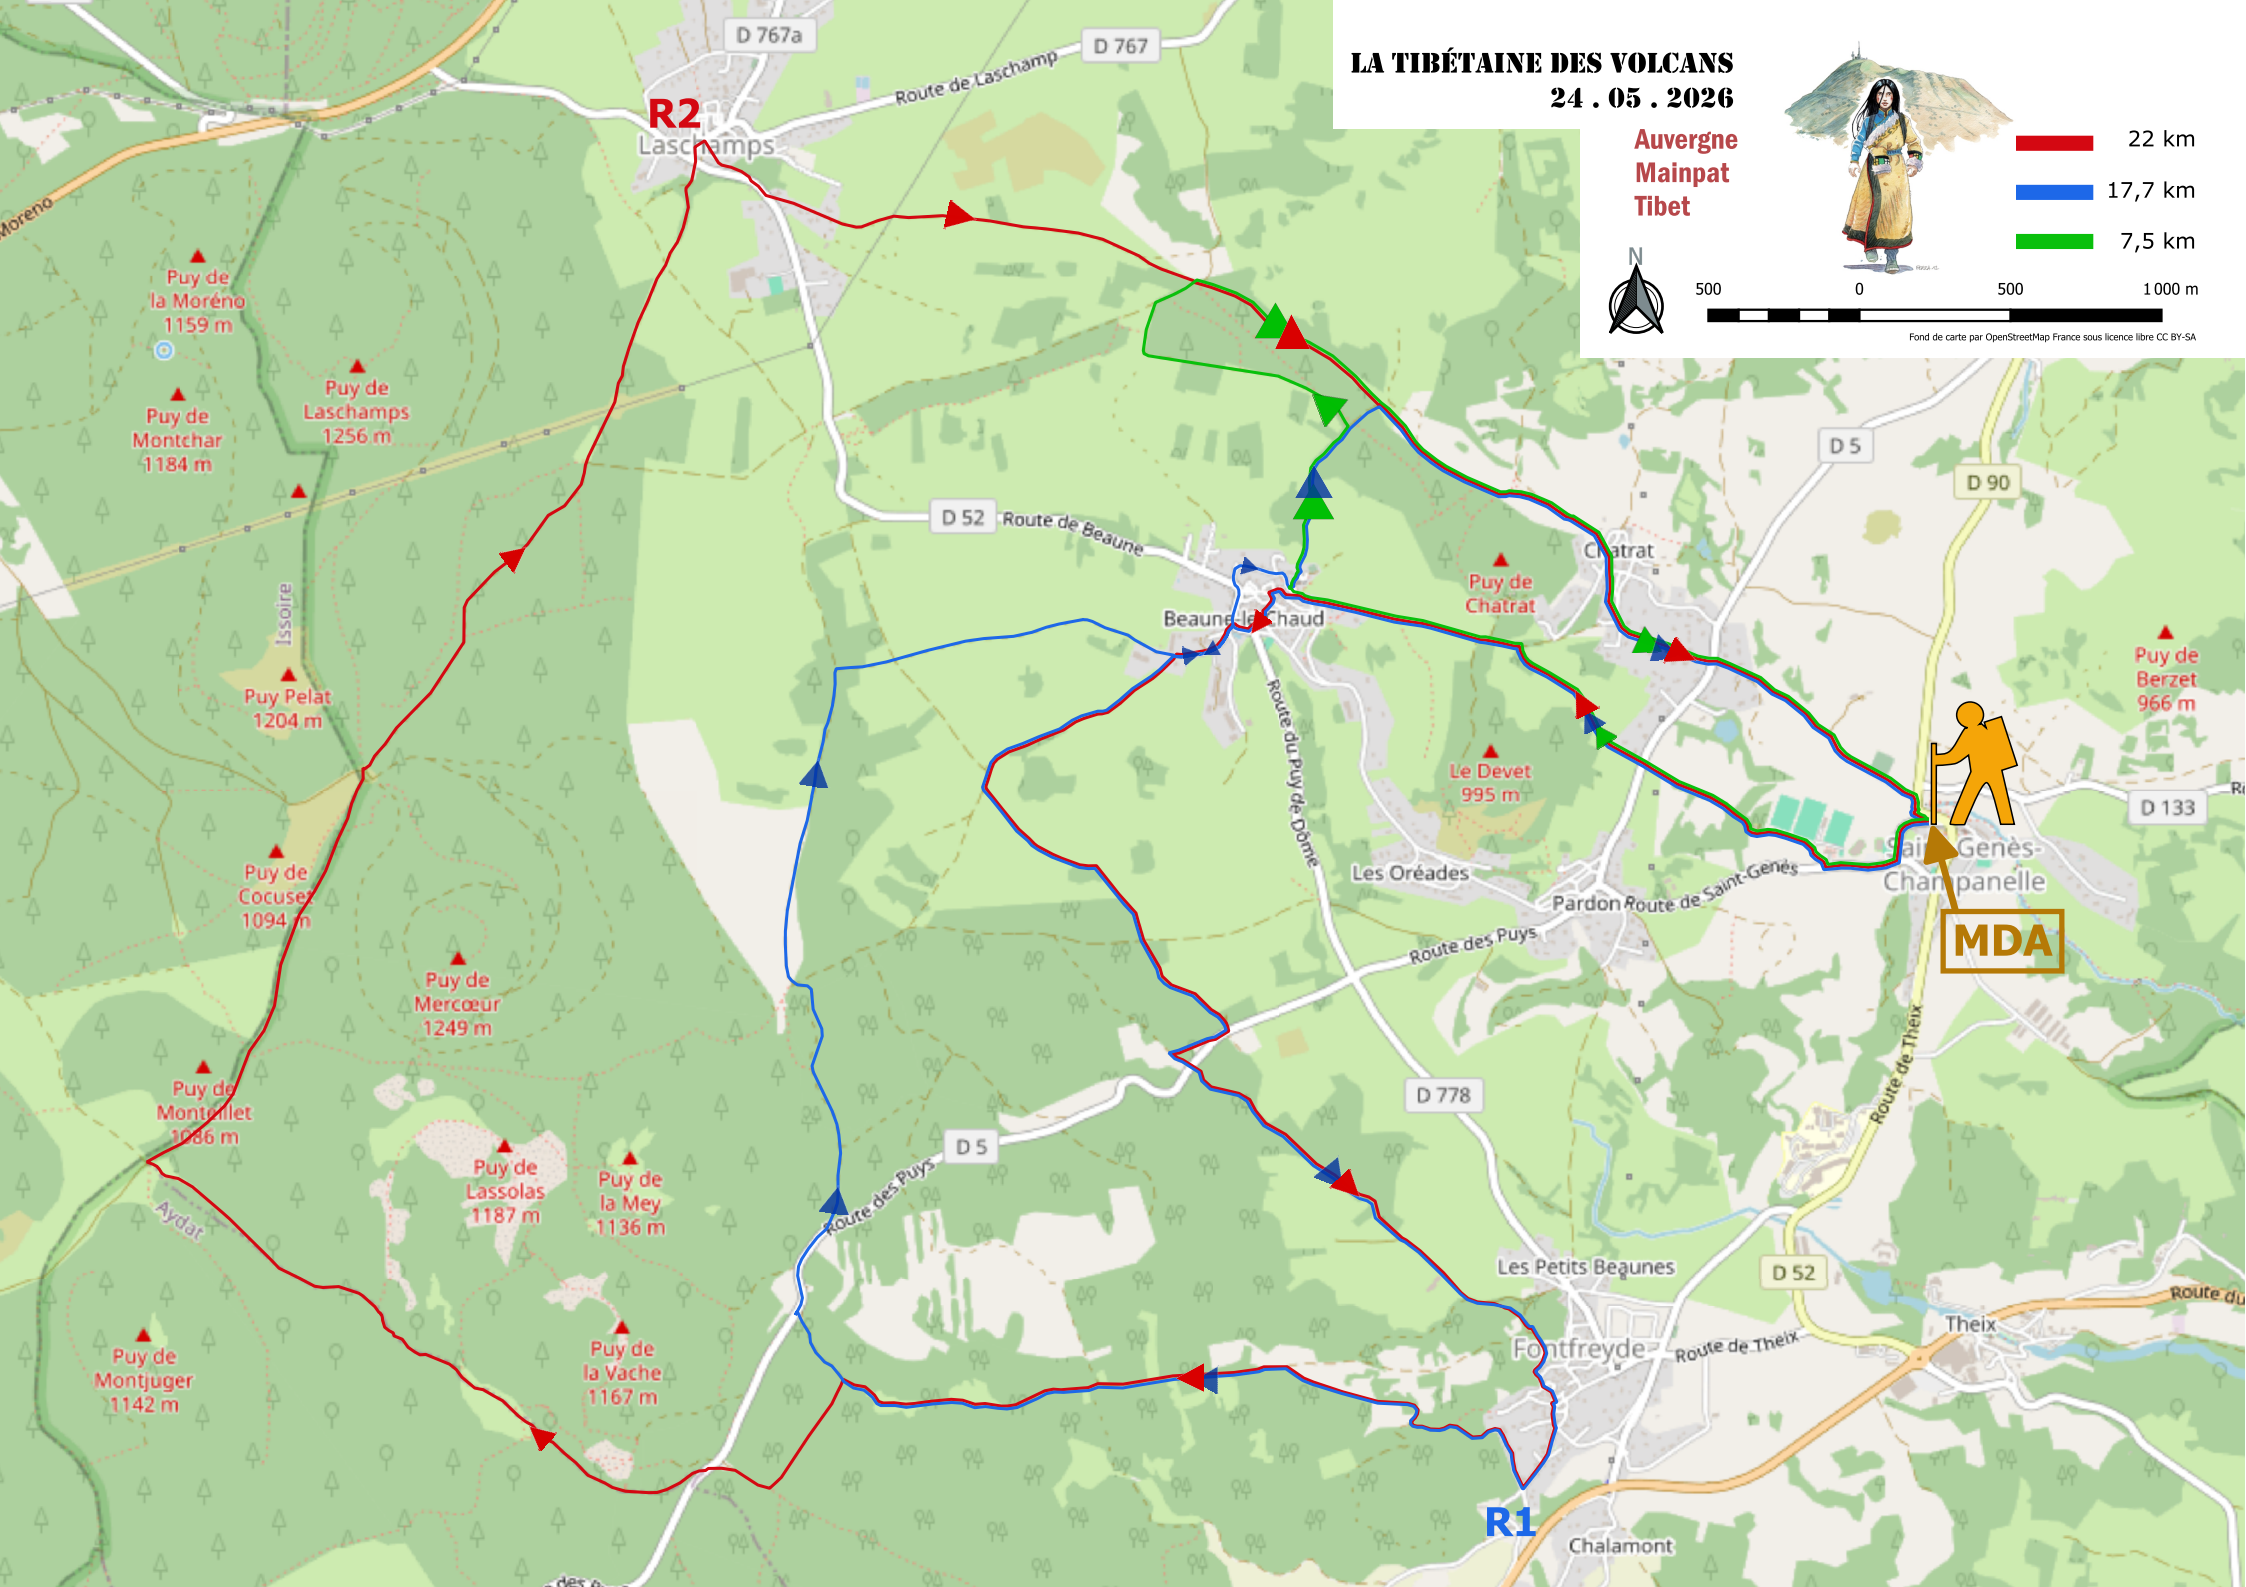 LA TIBÉTAINE DES VOLCANS
24 . 05 . 2026
Auvergne
Mainpat
Tibet
22 km
17,7 km
7,5 km
N
500
0
500
1000 m
Fond de carte par OpenStreetMap France sous licence libre CC BY-SA
D 767a
D 767
Route de Laschamp
R2
Laschamps
Moreno
Puy de
la Moréno
1159 m
Puy de
Laschamps
1256 m
Puy de
Montchar
1184 m
D 5
D 90
D 52
Route de Beaune
Chatrat
Puy de
Chatrat
Issoire
Beaune-le-Chaud
Puy de
Berzet
966 m
Puy Pelat
1204 m
Route du Puy de Dôme
Le Devet
995 m
D 133
Saint-Genès-
Champanelle
Les Oréades
Pardon
Route de Saint-Genès
Puy de
Cocuset
1094 m
Route des Puys
MDA
Puy de
Mercœur
1249 m
Route de Theix
Puy de
Monteillet
1086 m
D 778
D 5
Route des Puys
Puy de
Lassolas
1187 m
Puy de
la Mey
1136 m
Aydat
Les Petits Beaunes
D 52
Route du
Theix
Fontfreyde
Route de Theix
Puy de
Montjuger
1142 m
Puy de
la Vache
1167 m
R1
Chalamont